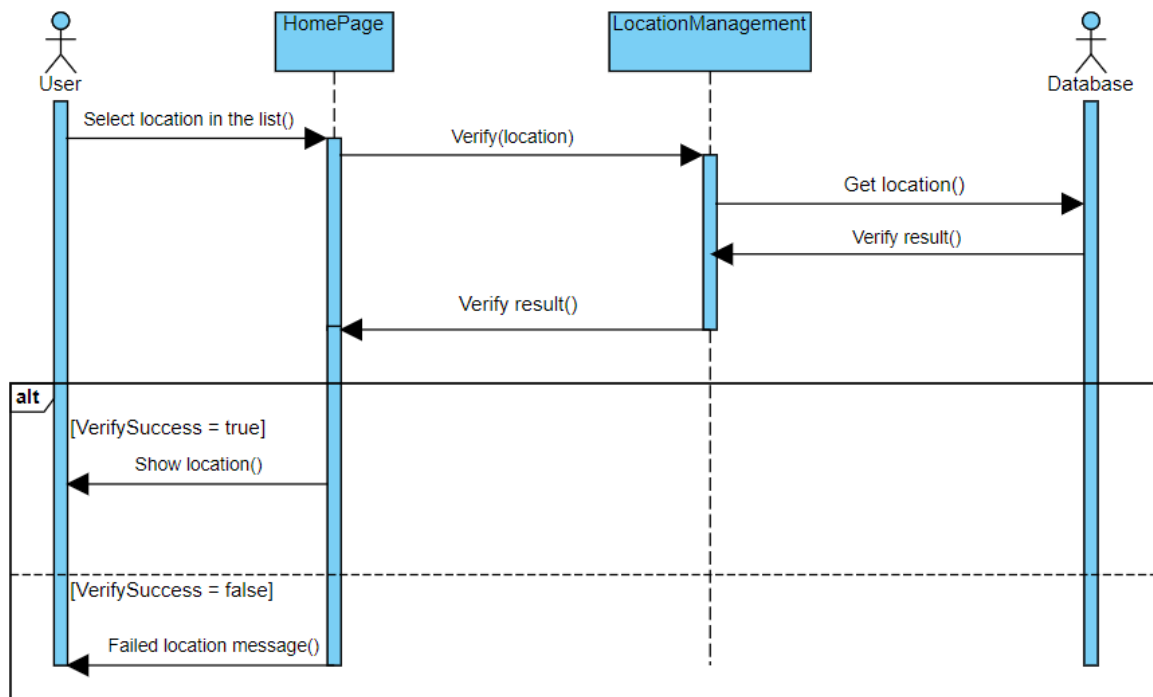 HomePage
LocationManagement
User
Database
Select location in the list()
Verify(location)
Get location()
Verify result()
Verify result()
alt
[VerifySuccess = true]
Show location()
[VerifySuccess = false]
Failed location message()